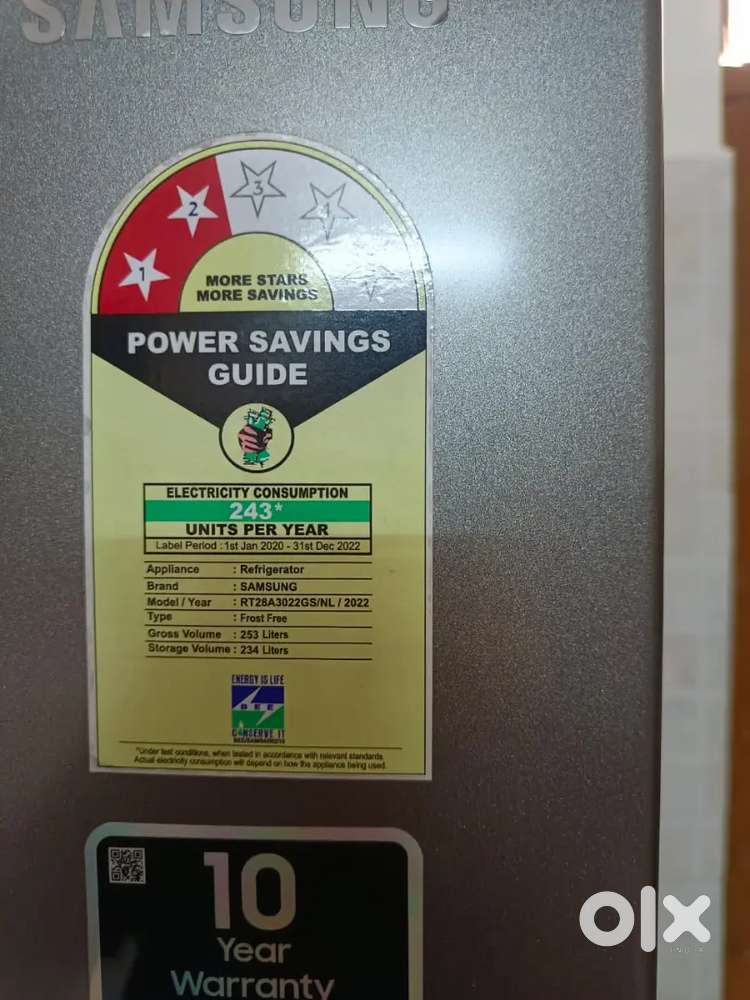 SAMSUNG
1
2
3
4
MORE STARS
MORE SAVINGS
POWER SAVINGS
GUIDE
ELECTRICITY CONSUMPTION
243*
UNITS PER YEAR
Label Period : 1st Jan 2020 - 31st Dec 2022
Appliance : Refrigerator
Brand : SAMSUNG
Model / Year : RT28A3022GS/NL / 2022
Type : Frost Free
Gross Volume : 253 Liters
Storage Volume : 234 Liters
ENERGY IS LIFE
BEE
CONSERVE IT
*Under test conditions, when tested in accordance with relevant standards
Actual electricity consumption will depend on how the appliance being used.
10
Year
Warranty
olx
INDIA